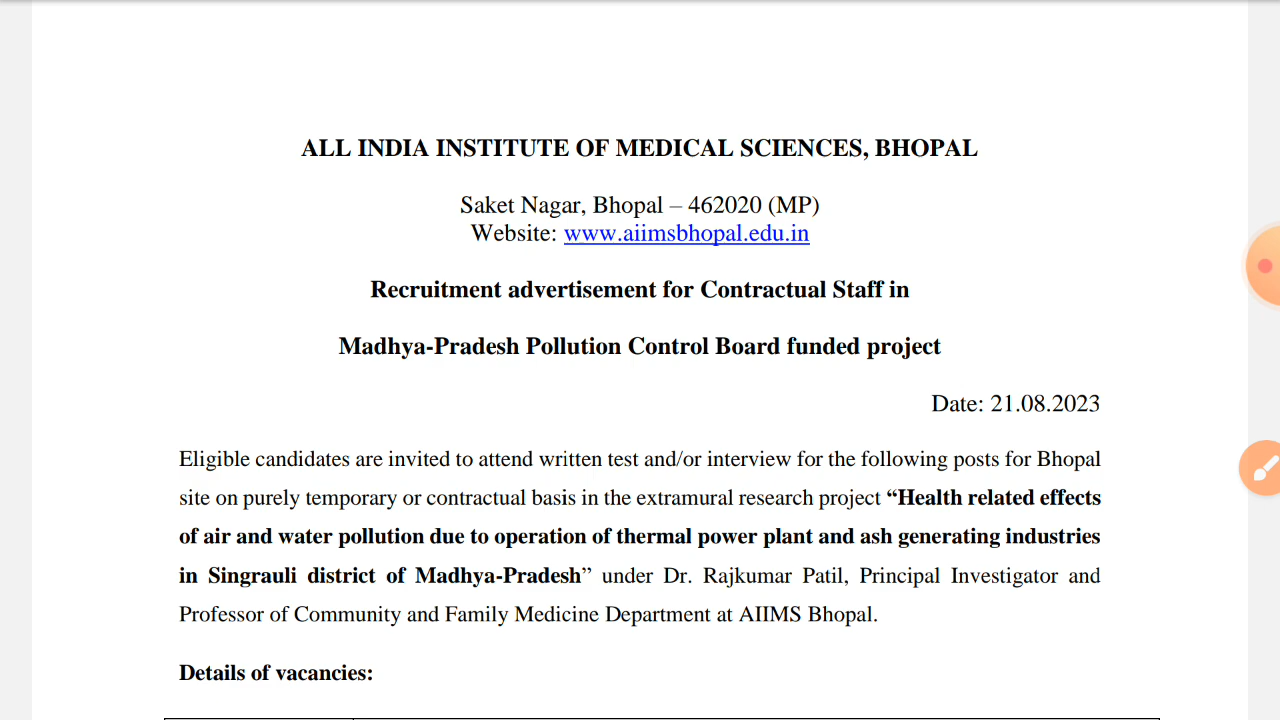 ALL INDIA INSTITUTE OF MEDICAL SCIENCES, BHOPAL
Saket Nagar, Bhopal – 462020 (MP)
Website: www.aiimsbhopal.edu.in
Recruitment advertisement for Contractual Staff in
Madhya-Pradesh Pollution Control Board funded project
Date: 21.08.2023
Eligible candidates are invited to attend written test and/or interview for the following posts for Bhopal
site on purely temporary or contractual basis in the extramural research project “Health related effects
of air and water pollution due to operation of thermal power plant and ash generating industries
in Singrauli district of Madhya-Pradesh” under Dr. Rajkumar Patil, Principal Investigator and
Professor of Community and Family Medicine Department at AIIMS Bhopal.
Details of vacancies: